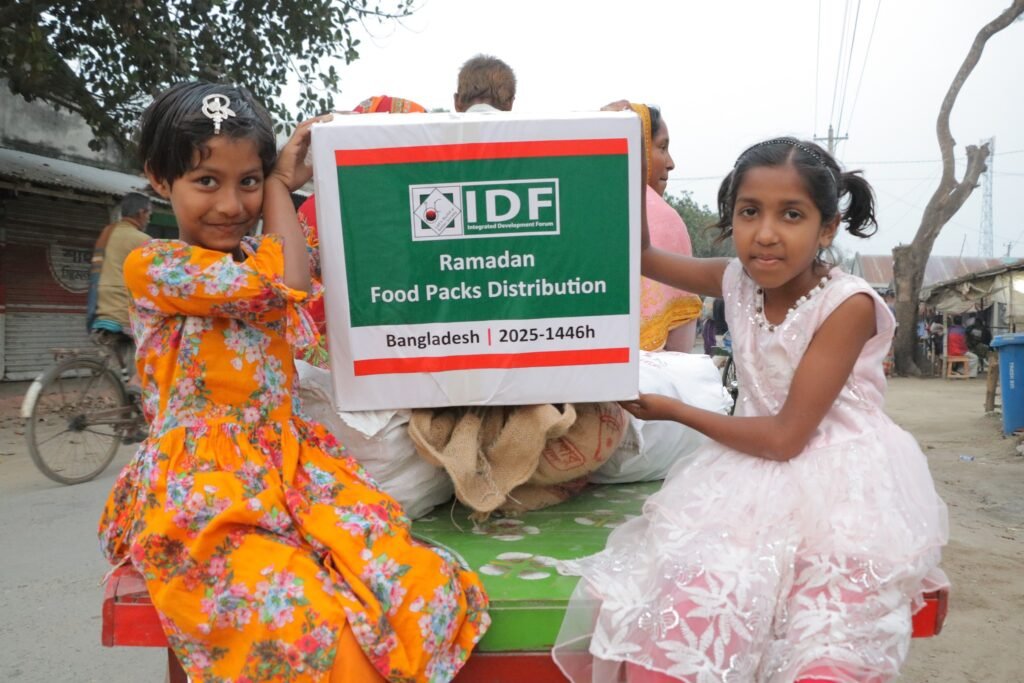 IDF
Integrated Development Forum
Ramadan
Food Packs Distribution
Bangladesh | 2025-1446h